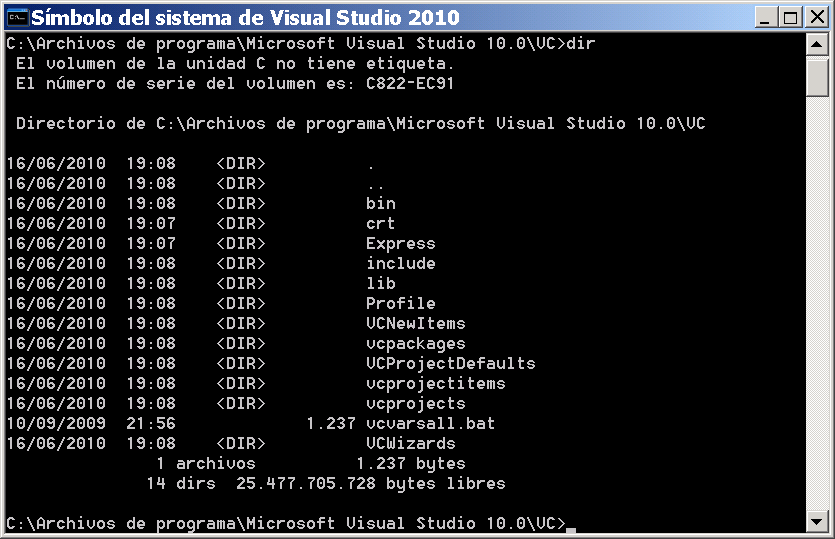 Símbolo del sistema de Visual Studio 2010
C:\Archivos de programa\Microsoft Visual Studio 10.0\VC>dir
 El volumen de la unidad C no tiene etiqueta.
 El número de serie del volumen es: C822-EC91

 Directorio de C:\Archivos de programa\Microsoft Visual Studio 10.0\VC

16/06/2010  19:08    <DIR>          .
16/06/2010  19:08    <DIR>          ..
16/06/2010  19:08    <DIR>          bin
16/06/2010  19:07    <DIR>          crt
16/06/2010  19:07    <DIR>          Express
16/06/2010  19:08    <DIR>          include
16/06/2010  19:08    <DIR>          lib
16/06/2010  19:08    <DIR>          Profile
16/06/2010  19:08    <DIR>          VCNewItems
16/06/2010  19:08    <DIR>          vcpackages
16/06/2010  19:08    <DIR>          VCProjectDefaults
16/06/2010  19:08    <DIR>          vcprojectitems
16/06/2010  19:08    <DIR>          vcprojects
10/09/2009  21:56             1.237 vcvarsall.bat
16/06/2010  19:08    <DIR>          VCWizards
               1 archivos          1.237 bytes
              14 dirs  25.477.705.728 bytes libres

C:\Archivos de programa\Microsoft Visual Studio 10.0\VC>_